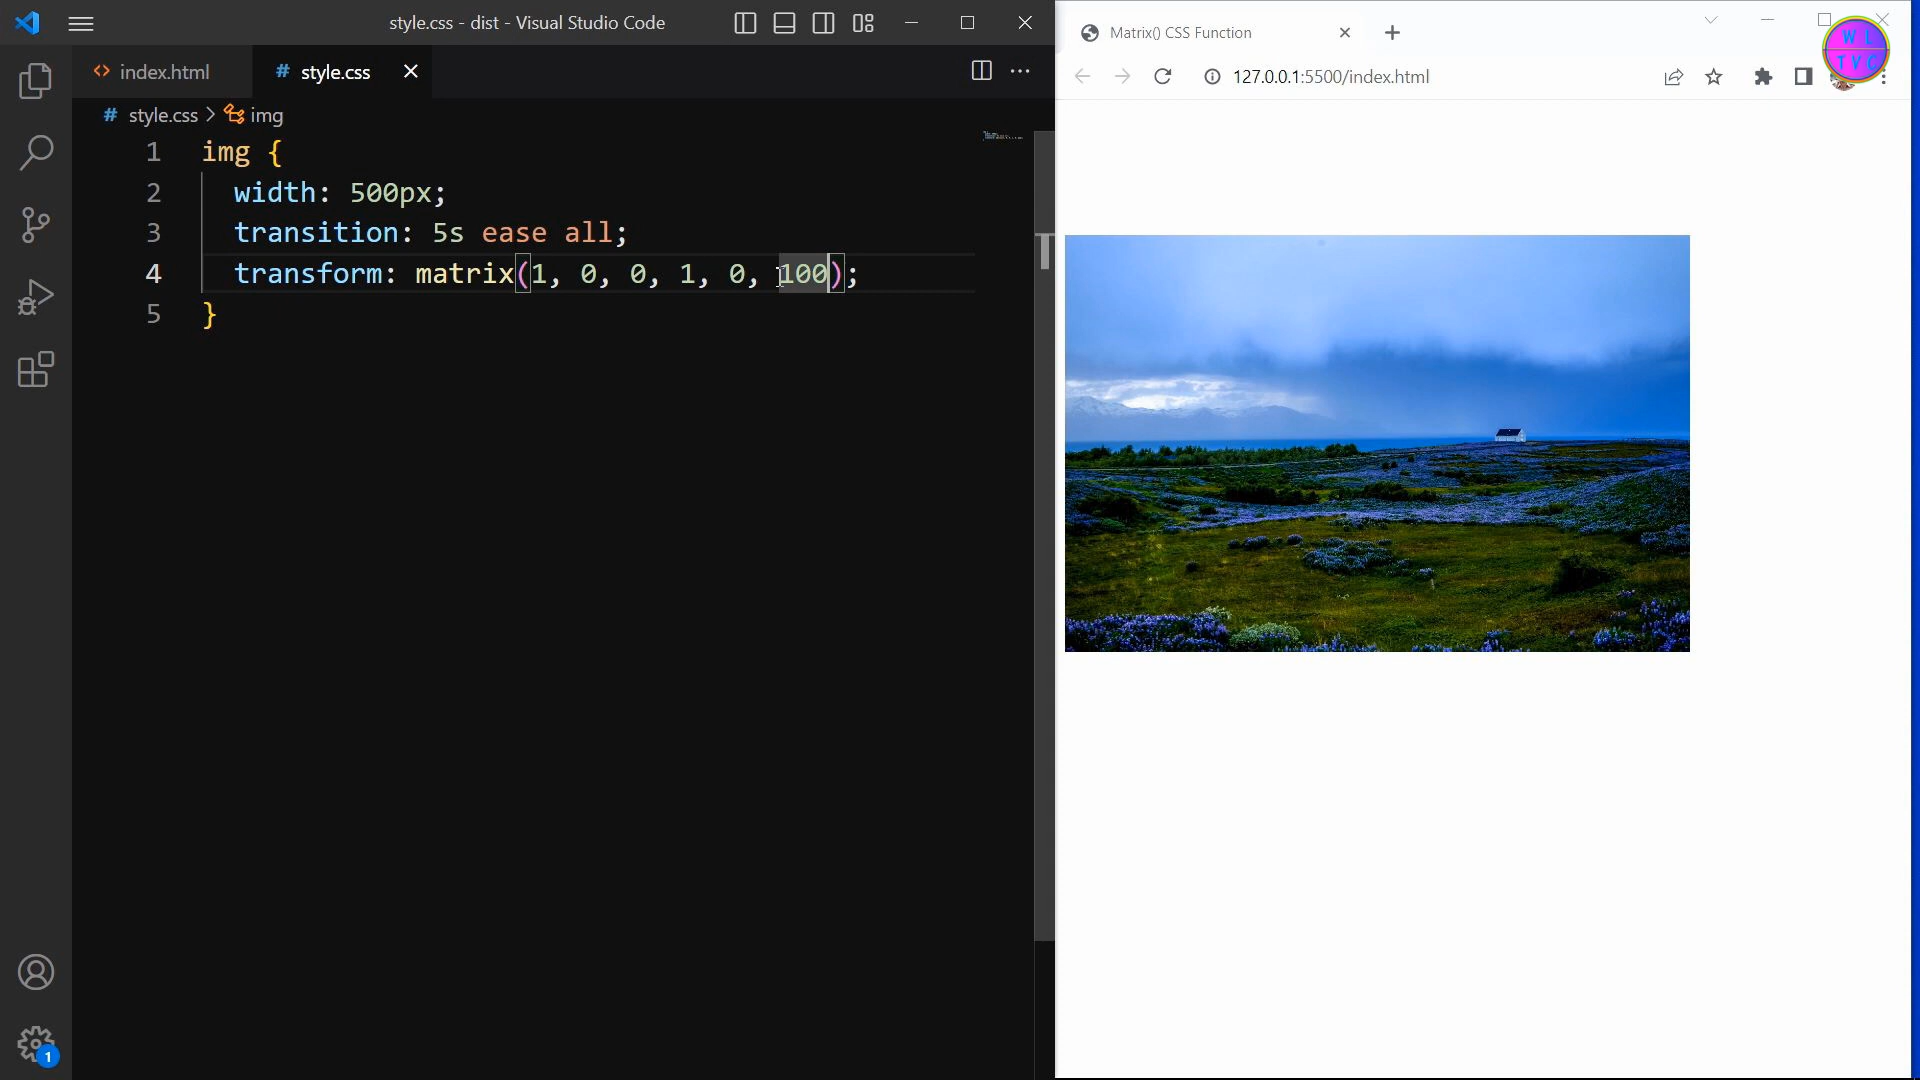 style.css - dist - Visual Studio Code
index.html
# style.css
# style.css > img
1 img {
2 width: 500px;
3 transition: 5s ease all;
4 transform: matrix(1, 0, 0, 1, 0, 100);
5 }
1
Matrix() CSS Function
127.0.0.1:5500/index.html
W L
T V C